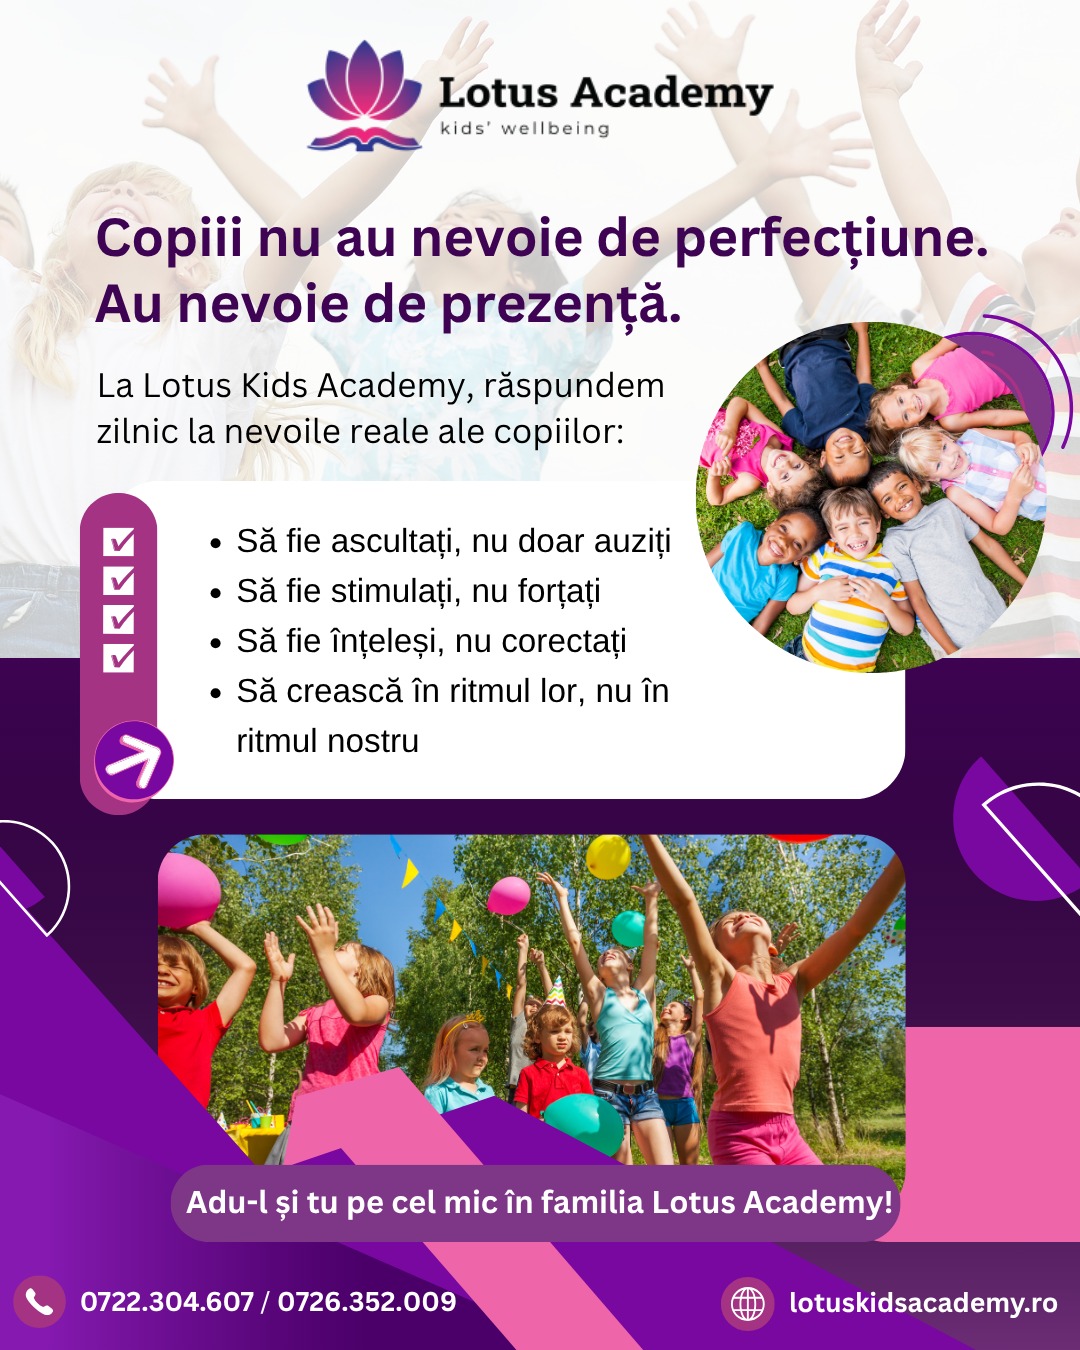 Lotus Academy
kids' wellbeing
Copiii nu au nevoie de perfecțiune.
Au nevoie de prezență.
La Lotus Kids Academy, răspundem
zilnic la nevoile reale ale copiilor:
• Să fie ascultați, nu doar auziți
• Să fie stimulați, nu forțați
• Să fie înțeleși, nu corectați
• Să crească în ritmul lor, nu în
ritmul nostru
Adu-l și tu pe cel mic în familia Lotus Academy!
0722.304.607 / 0726.352.009
lotuskidsacademy.ro